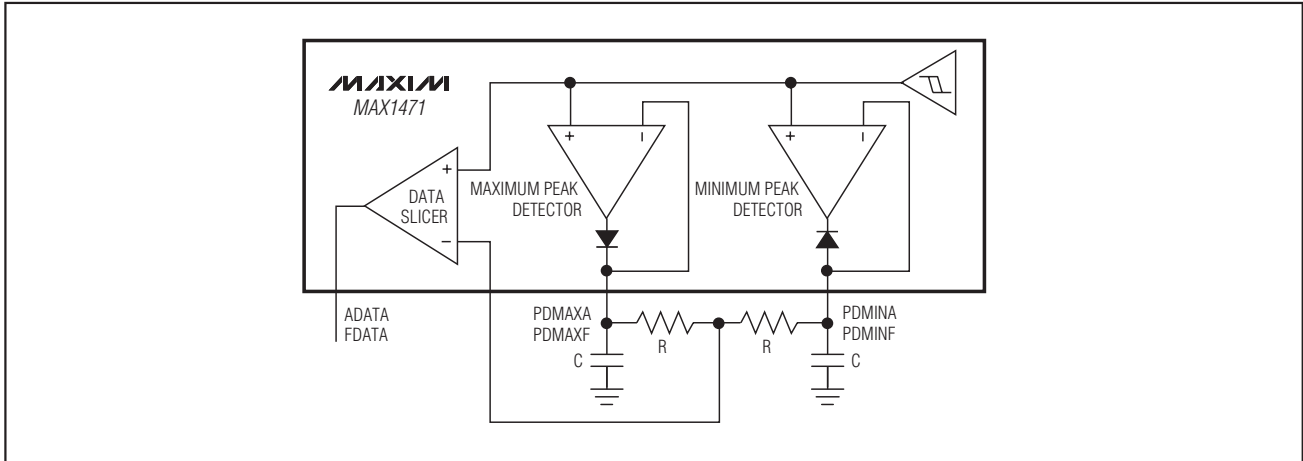 MAXIM
MAX1471
+
−
+
−
MAXIMUM PEAK
DETECTOR
MINIMUM PEAK
DETECTOR
+
DATA
SLICER
−
ADATA
FDATA
PDMAXA
PDMAXF
R
R
PDMINA
PDMINF
C
C